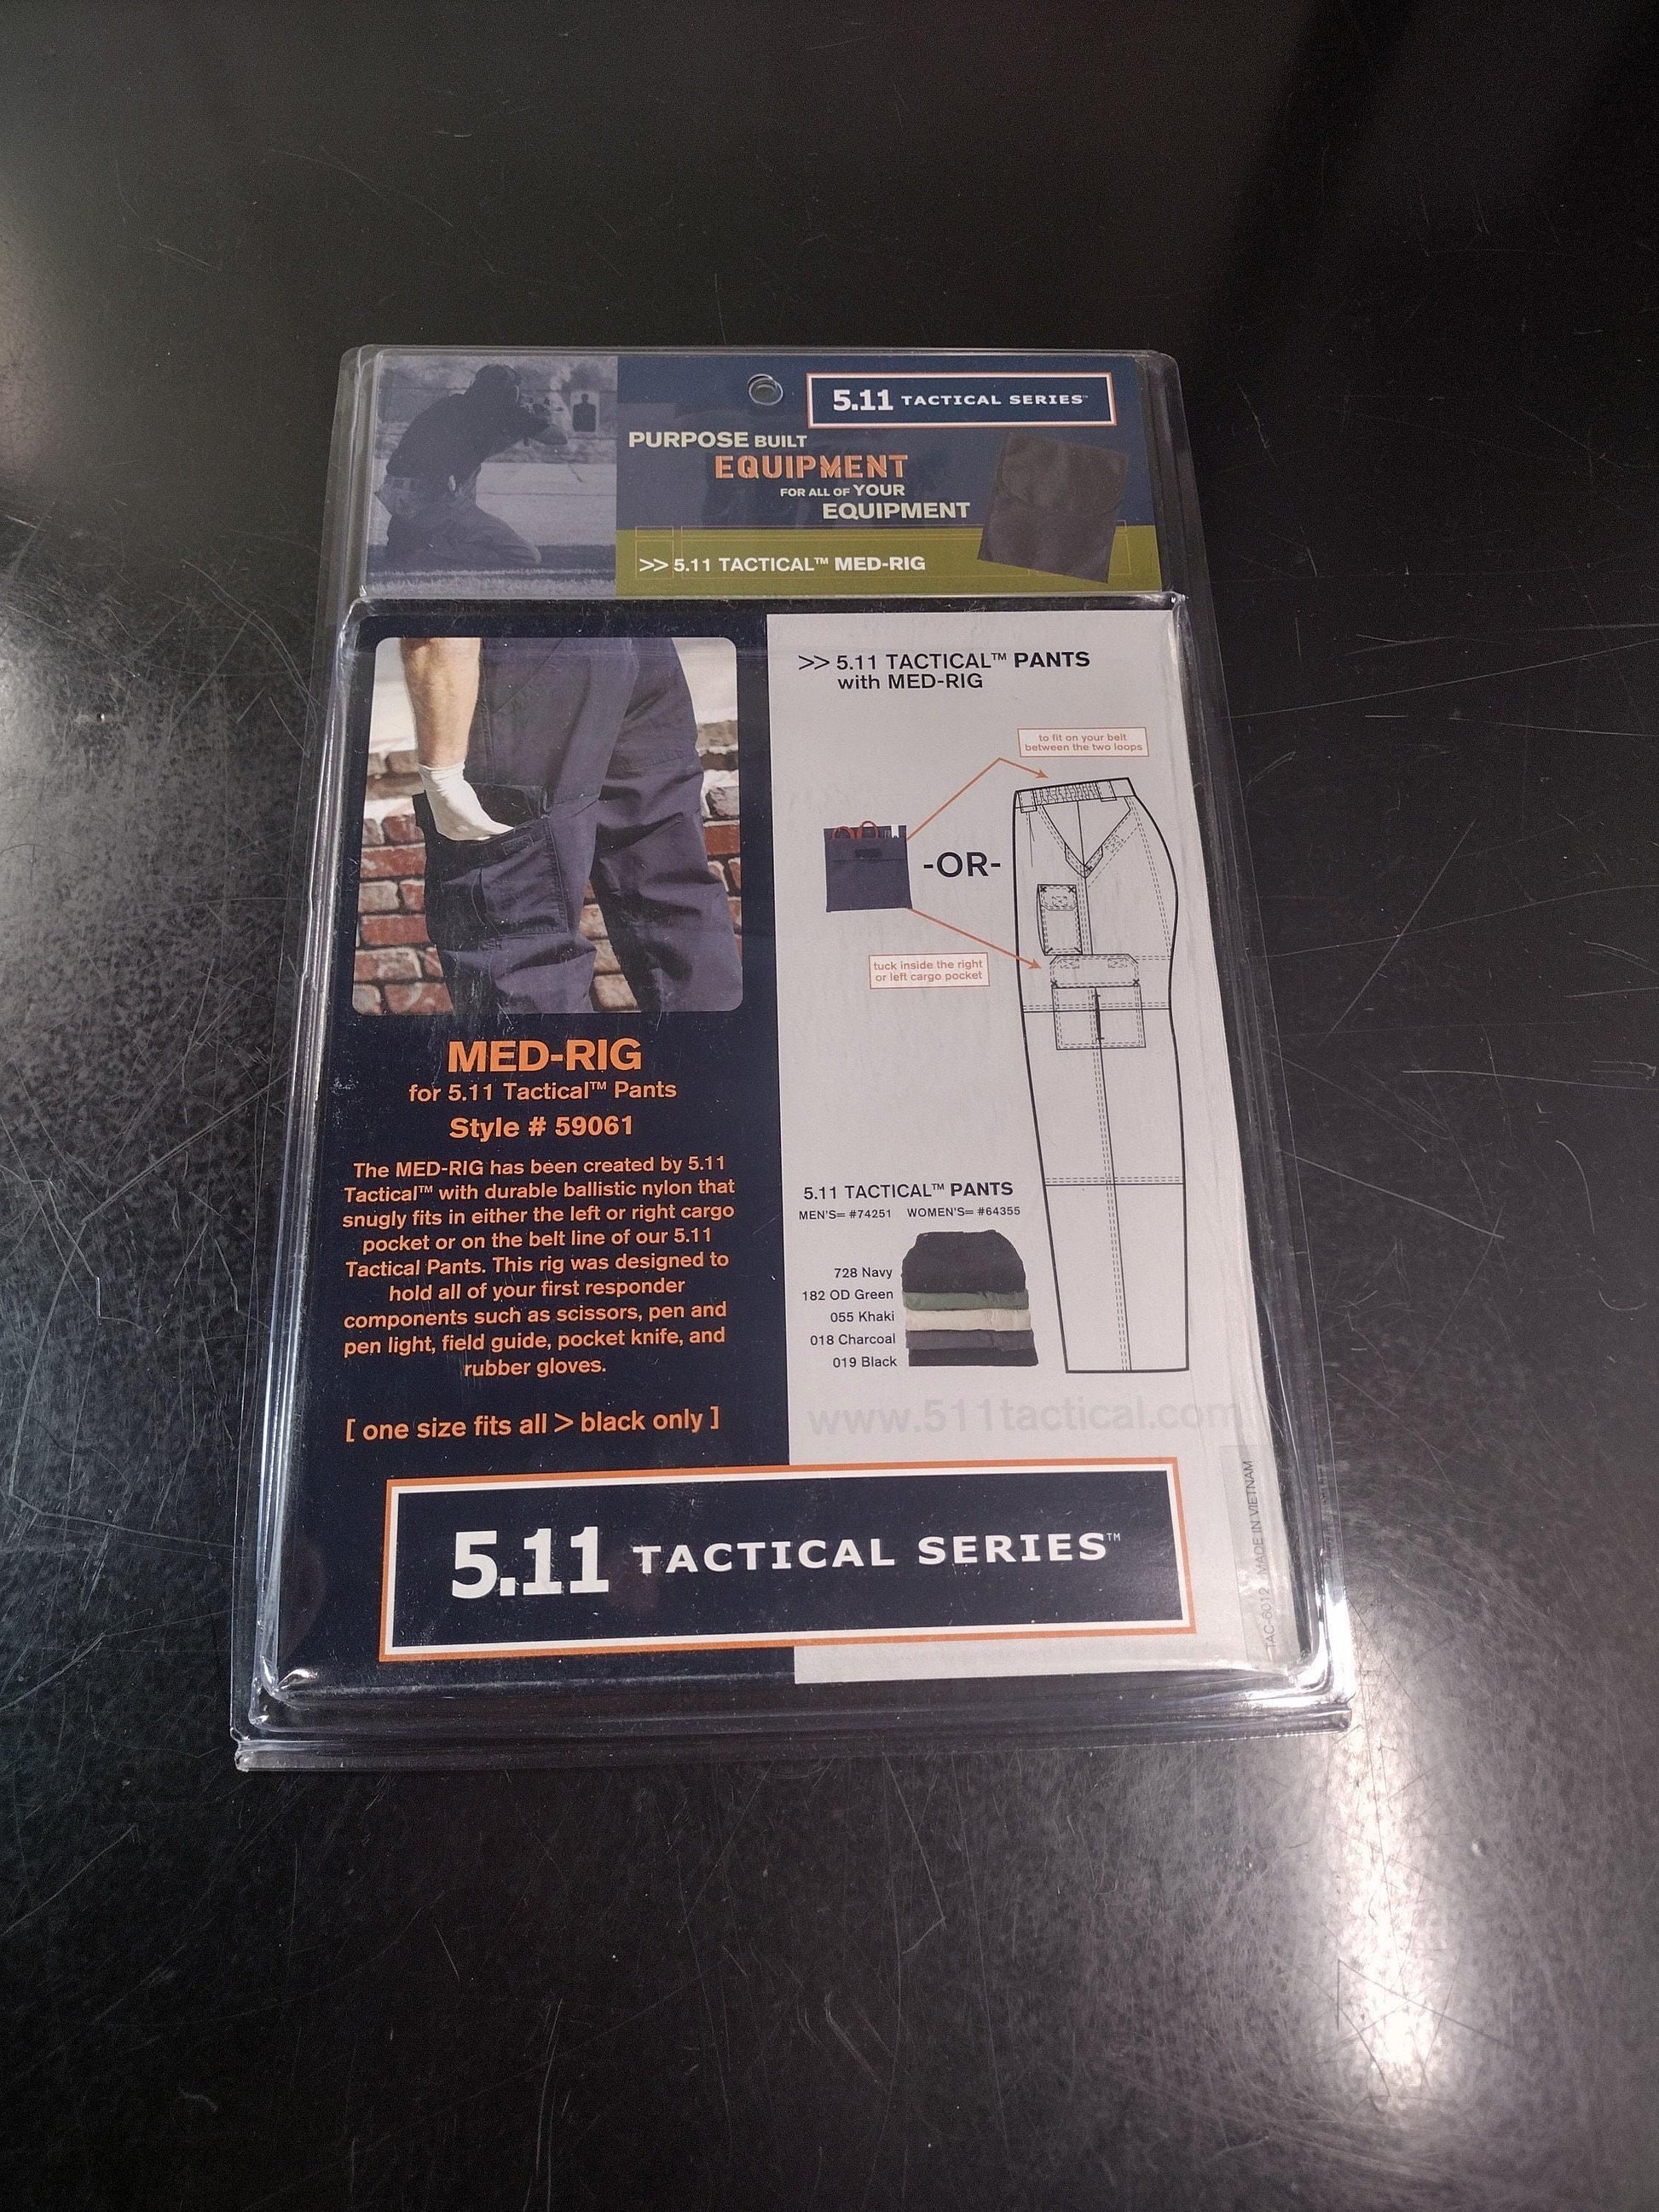 5.11 TACTICAL SERIES™
PURPOSE BUILT
EQUIPMENT
FOR ALL OF YOUR
EQUIPMENT
>> 5.11 TACTICAL™ MED-RIG
MED-RIG
for 5.11 Tactical™ Pants
Style # 59061
The MED-RIG has been created by 5.11
Tactical™ with durable ballistic nylon that
snugly fits in either the left or right cargo
pocket or on the belt line of our 5.11
Tactical Pants. This rig was designed to
hold all of your first responder
components such as scissors, pen and
pen light, field guide, pocket knife, and
rubber gloves.
[ one size fits all > black only ]
>> 5.11 TACTICAL™ PANTS
with MED-RIG
to fit on your belt
between the two loops
-OR-
tuck inside the right
or left cargo pocket
5.11 TACTICAL™ PANTS
MEN'S= #74251 WOMEN'S= #64355
728 Navy
182 OD Green
055 Khaki
018 Charcoal
019 Black
www.511tactical.com
5.11 TACTICAL SERIES™
TAC-6012 MADE IN VIETNAM